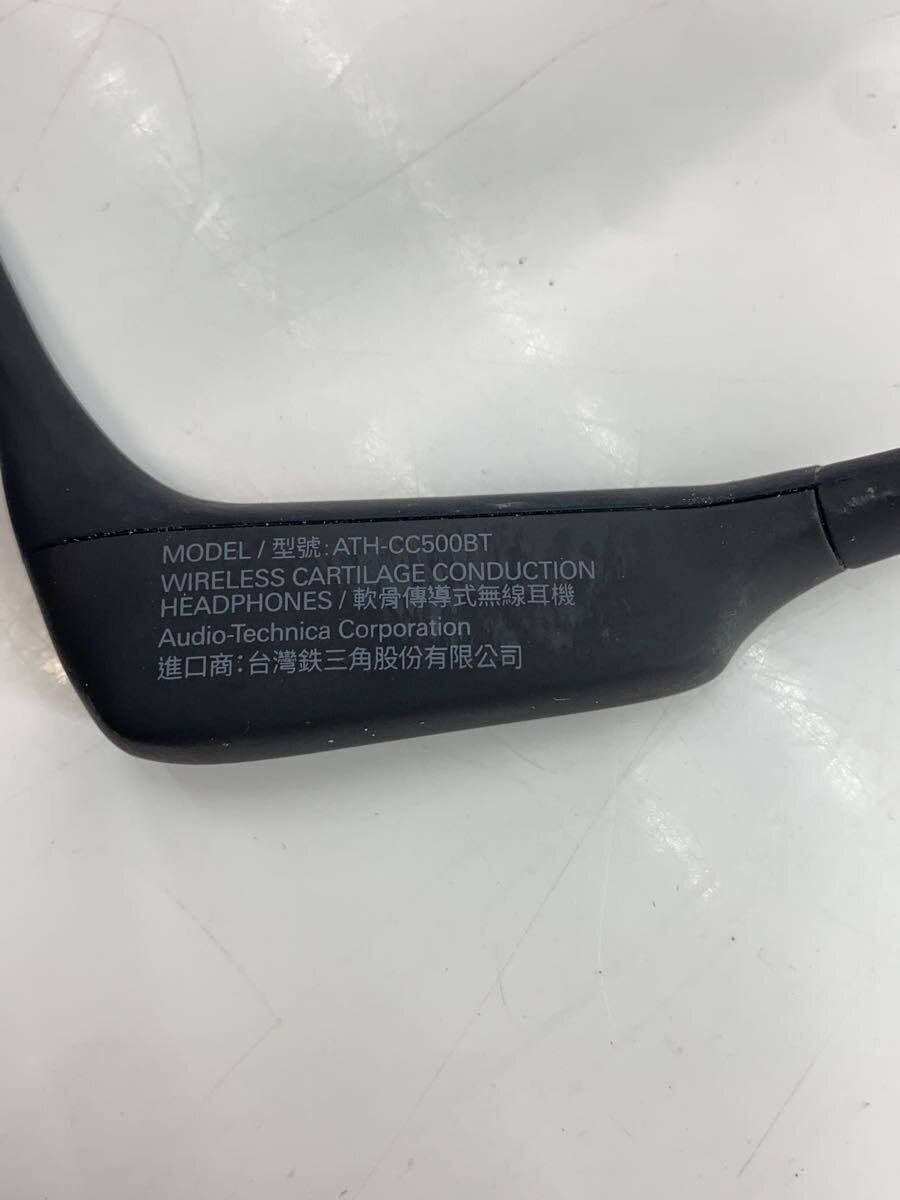 MODEL / 型號: ATH-CC500BT
WIRELESS CARTILAGE CONDUCTION
HEADPHONES / 軟骨傳導式無線耳機
Audio-Technica Corporation
進口商: 台灣鉄三角股份有限公司